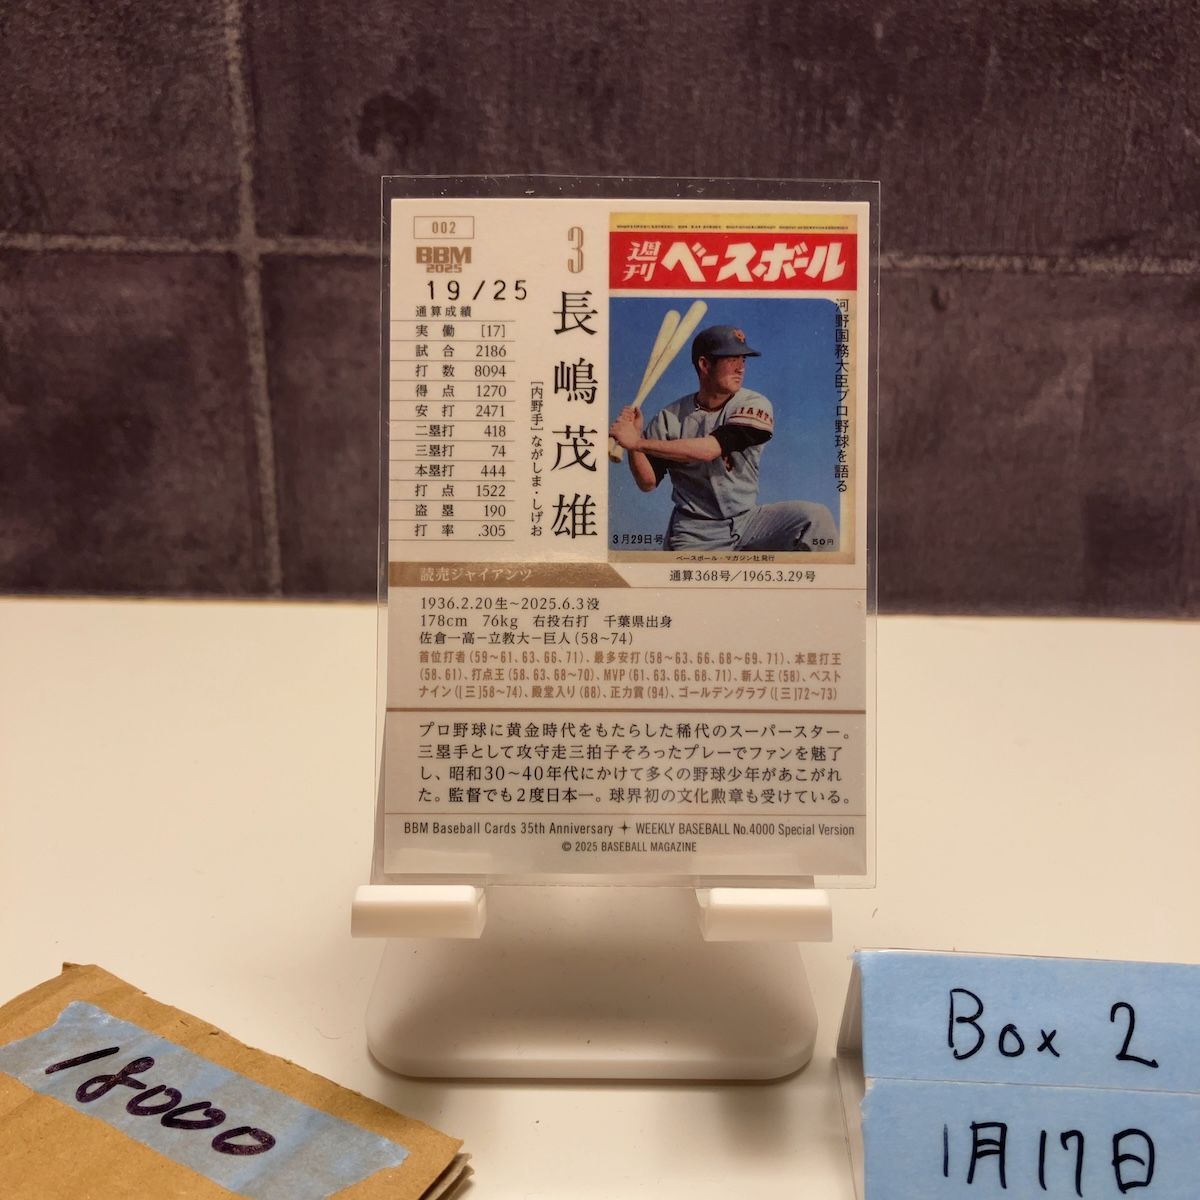 002
BBM
2025
19/25
通算成績
実働 [17]
試合 2186
打数 8094
得点 1270
安打 2471
二塁打 418
三塁打 74
本塁打 444
打点 1522
盗塁 190
打率 .305
3
長嶋茂雄
[内野手] ながしま・しげお
週刊ベースボール
河野国務大臣プロ野球を語る
GIANTS
3月29日号
50円
ベースボール・マガジン社発行
読売ジャイアンツ
通算368号/1965.3.29号
1936.2.20生~2025.6.3没
178cm 76kg 右投右打 千葉県出身
佐倉一高−立教大−巨人(58~74)
首位打者(59~61、63、66、71)、最多安打(58~63、66、68~69、71)、本塁打王
(58、61)、打点王(58、63、68~70)、MVP(61、63、66、68、71)、新人王(58)、ベスト
ナイン([三]58~74)、殿堂入り(88)、正力賞(94)、ゴールデングラブ([三]72~73)
プロ野球に黄金時代をもたらした稀代のスーパースター。
三塁手として攻守走三拍子そろったプレーでファンを魅了
し、昭和30~40年代にかけて多くの野球少年があこがれ
た。監督でも2度日本一。球界初の文化勲章も受けている。
BBM Baseball Cards 35th Anniversary ✦ WEEKLY BASEBALL No.4000 Special Version
© 2025 BASEBALL MAGAZINE
18000
Box 2
1月17日